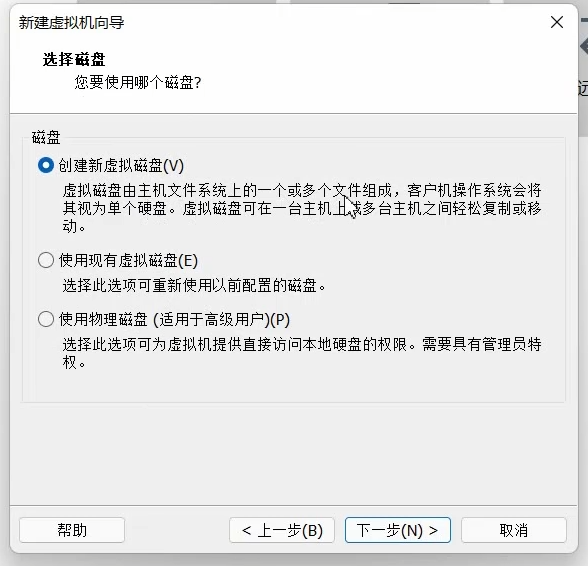 新建虚拟机向导
选择磁盘
您要使用哪个磁盘?
磁盘
创建新虚拟磁盘(V)
虚拟磁盘由主机文件系统上的一个或多个文件组成，客户机操作系统会将
其视为单个硬盘。虚拟磁盘可在一台主机上或多台主机之间轻松复制或移
动。
使用现有虚拟磁盘(E)
选择此选项可重新使用以前配置的磁盘。
使用物理磁盘 (适用于高级用户)(P)
选择此选项可为虚拟机提供直接访问本地硬盘的权限。需要具有管理员特
权。
帮助
< 上一步(B)
下一步(N) >
取消